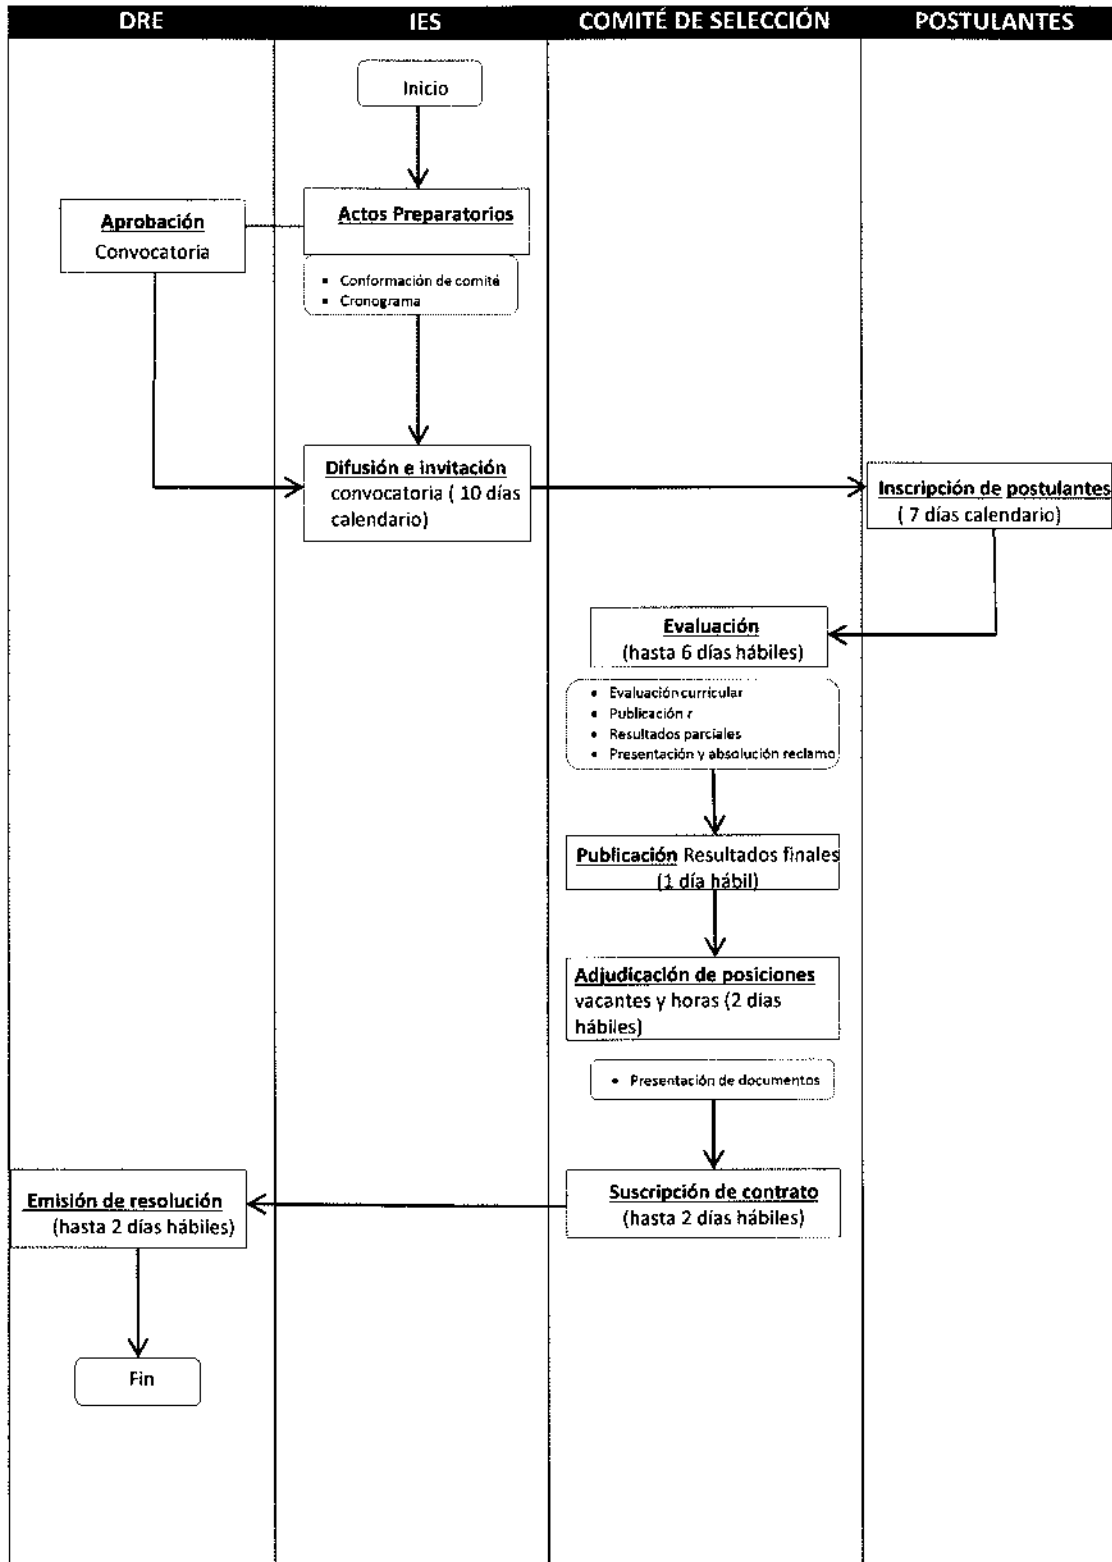 DRE IES COMITÉ DE SELECCIÓN POSTULANTES
Inicio
Actos Preparatorios
Aprobación
Convocatoria
▪ Conformación de comité
▪ Cronograma
Difusión e invitación
convocatoria ( 10 días
calendario)
Inscripción de postulantes
( 7 días calendario)
Evaluación
(hasta 6 días hábiles)
• Evaluación curricular
• Publicación r
• Resultados parciales
• Presentación y absolución reclamo
Publicación Resultados finales
(1 día hábil)
Adjudicación de posiciones
vacantes y horas (2 días
hábiles)
• Presentación de documentos
Suscripción de contrato
(hasta 2 días hábiles)
Emisión de resolución
(hasta 2 días hábiles)
Fin